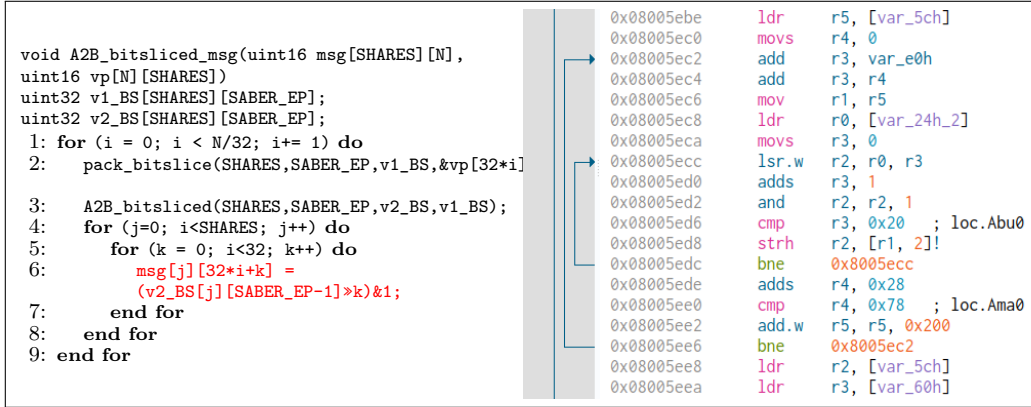 void A2B_bitsliced_msg(uint16 msg[SHARES][N],
uint16 vp[N][SHARES])
uint32 v1_BS[SHARES][SABER_EP];
uint32 v2_BS[SHARES][SABER_EP];
1: for (i = 0; i < N/32; i+= 1) do
2: pack_bitslice(SHARES,SABER_EP,v1_BS,&vp[32*i]
3: A2B_bitsliced(SHARES,SABER_EP,v2_BS,v1_BS);
4: for (j=0; i<SHARES; j++) do
5: for (k = 0; i<32; k++) do
6: msg[j][32*i+k] =
(v2_BS[j][SABER_EP-1]»k)&1;
7: end for
8: end for
9: end for
0x08005ebe ldr r5, [var_5ch]
0x08005ec0 movs r4, 0
0x08005ec2 add r3, var_e0h
0x08005ec4 add r3, r4
0x08005ec6 mov r1, r5
0x08005ec8 ldr r0, [var_24h_2]
0x08005eca movs r3, 0
0x08005ecc lsr.w r2, r0, r3
0x08005ed0 adds r3, 1
0x08005ed2 and r2, r2, 1
0x08005ed6 cmp r3, 0x20 ; loc.Abu0
0x08005ed8 strh r2, [r1, 2]!
0x08005edc bne 0x8005ecc
0x08005ede adds r4, 0x28
0x08005ee0 cmp r4, 0x78 ; loc.Ama0
0x08005ee2 add.w r5, r5, 0x200
0x08005ee6 bne 0x8005ec2
0x08005ee8 ldr r2, [var_5ch]
0x08005eea ldr r3, [var_60h]